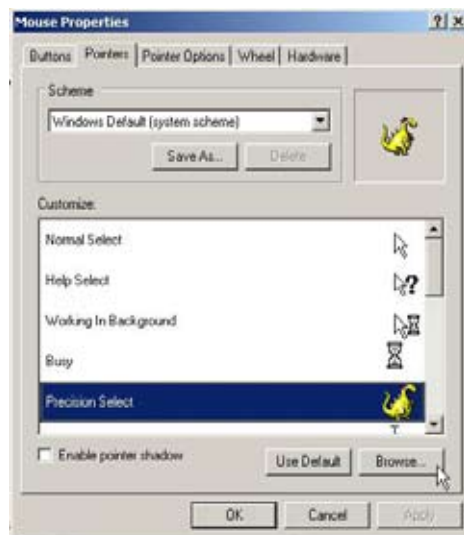 Mouse Properties
Buttons Pointers Pointer Options Wheel Hardware
Scheme
Windows Default (system scheme)
Save As... Delete
Customize:
Normal Select
Help Select
Working In Background
Busy
Precision Select
Enable pointer shadow Use Default Browse...
OK Cancel Apply